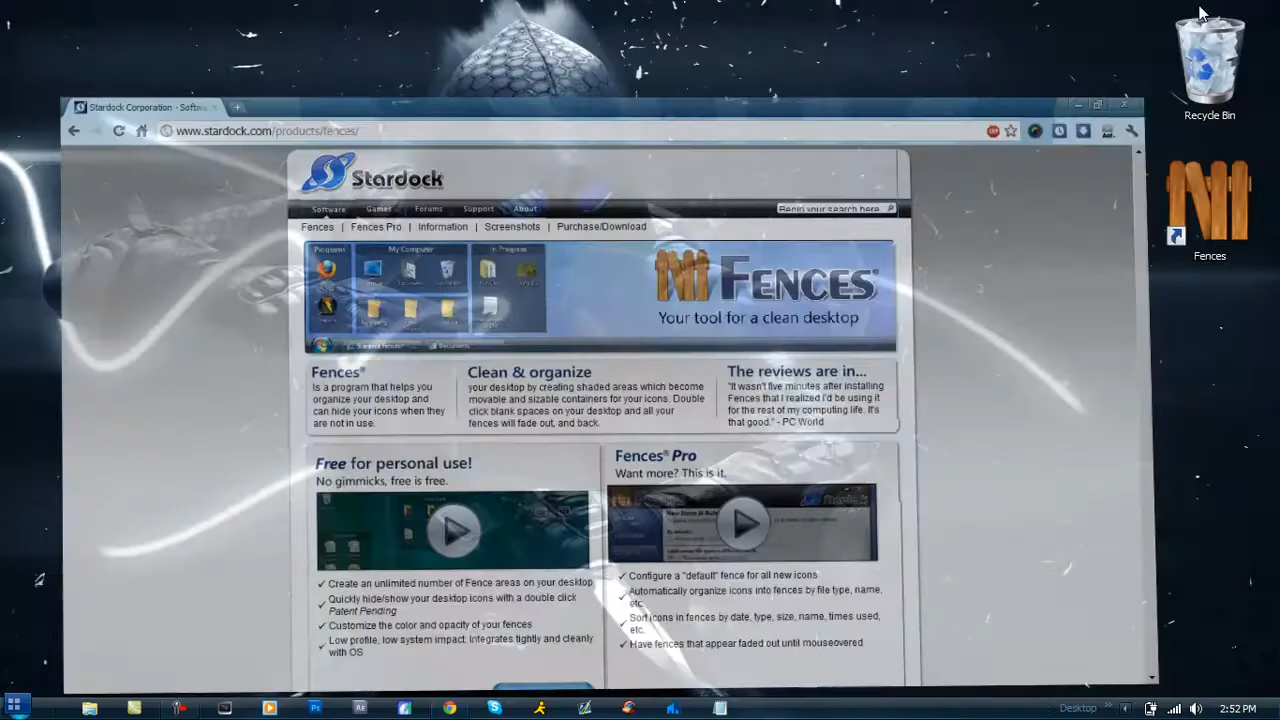 Recycle Bin
Fences
Stardock Corporation - Softwa
www.stardock.com/products/fences/
Stardock
Software Games Forums Support About
Begin your search here
Fences | Fences Pro | Information | Screenshots | Purchase/Download
Programs My Computer In Progress
FENCES®
Your tool for a clean desktop
Fences®
Is a program that helps you
organize your desktop and
can hide your icons when they
are not in use.
Clean & organize
your desktop by creating shaded areas which become
movable and sizable containers for your icons. Double
click blank spaces on your desktop and all your
fences will fade out, and back.
The reviews are in...
"It wasn't five minutes after installing
Fences that I realized I'd be using it
for the rest of my computing life. It's
that good." - PC World
Free for personal use!
No gimmicks, free is free.
✓ Create an unlimited number of Fence areas on your desktop
✓ Quickly hide/show your desktop icons with a double click
Patent Pending
✓ Customize the color and opacity of your fences
✓ Low profile, low system impact: Integrates tightly and cleanly
with OS
Fences® Pro
Want more? This is it.
✓ Configure a "default" fence for all new icons
✓ Automatically organize icons into fences by file type, name,
etc.
✓ Sort icons in fences by date, type, size, name, times used,
etc.
✓ Have fences that appear faded out until mouseovered
Ps
Ae
Desktop
2:52 PM